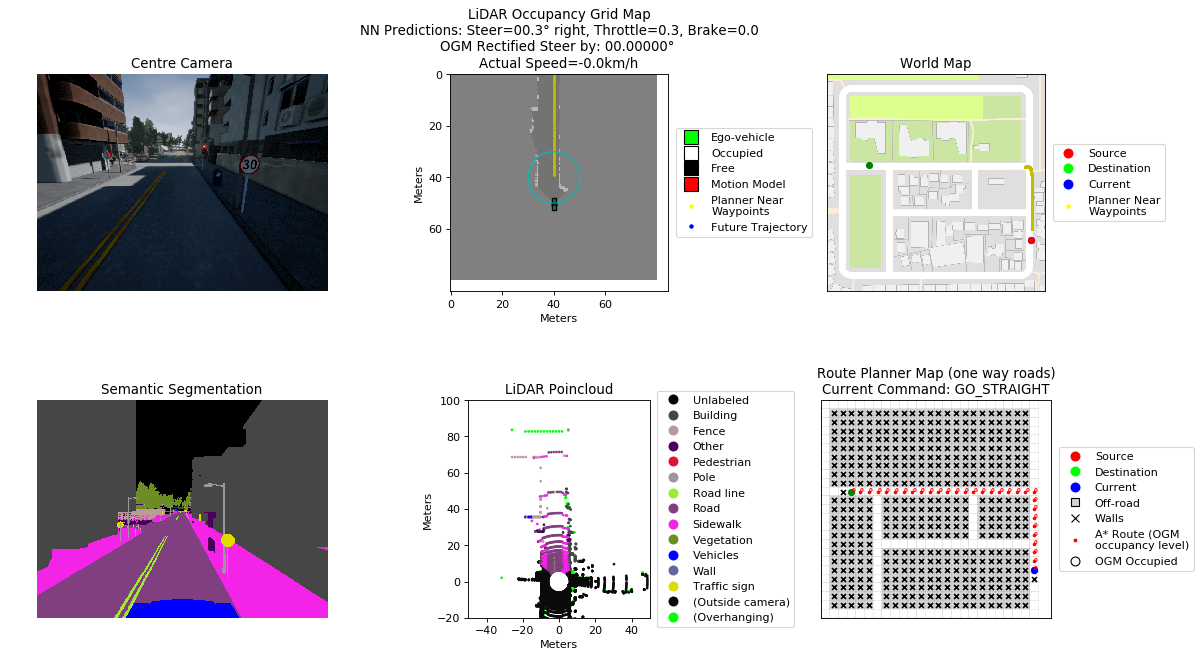 LiDAR Occupancy Grid Map
NN Predictions: Steer=00.3° right, Throttle=0.3, Brake=0.0
OGM Rectified Steer by: 00.00000°
Actual Speed=-0.0km/h
Centre Camera
30
0
20
40
60
Meters
0
20
40
60
Meters
Ego-vehicle
Occupied
Free
Motion Model
Planner Near
Waypoints
Future Trajectory
World Map
Source
Destination
Current
Planner Near
Waypoints
Semantic Segmentation
LiDAR Poincloud
100
80
60
40
20
0
−20
Meters
−40
−20
0
20
40
Meters
Unlabeled
Building
Fence
Other
Pedestrian
Pole
Road line
Road
Sidewalk
Vegetation
Vehicles
Wall
Traffic sign
(Outside camera)
(Overhanging)
Route Planner Map (one way roads)
Current Command: GO_STRAIGHT
Source
Destination
Current
Off-road
Walls
A* Route (OGM
occupancy level)
OGM Occupied